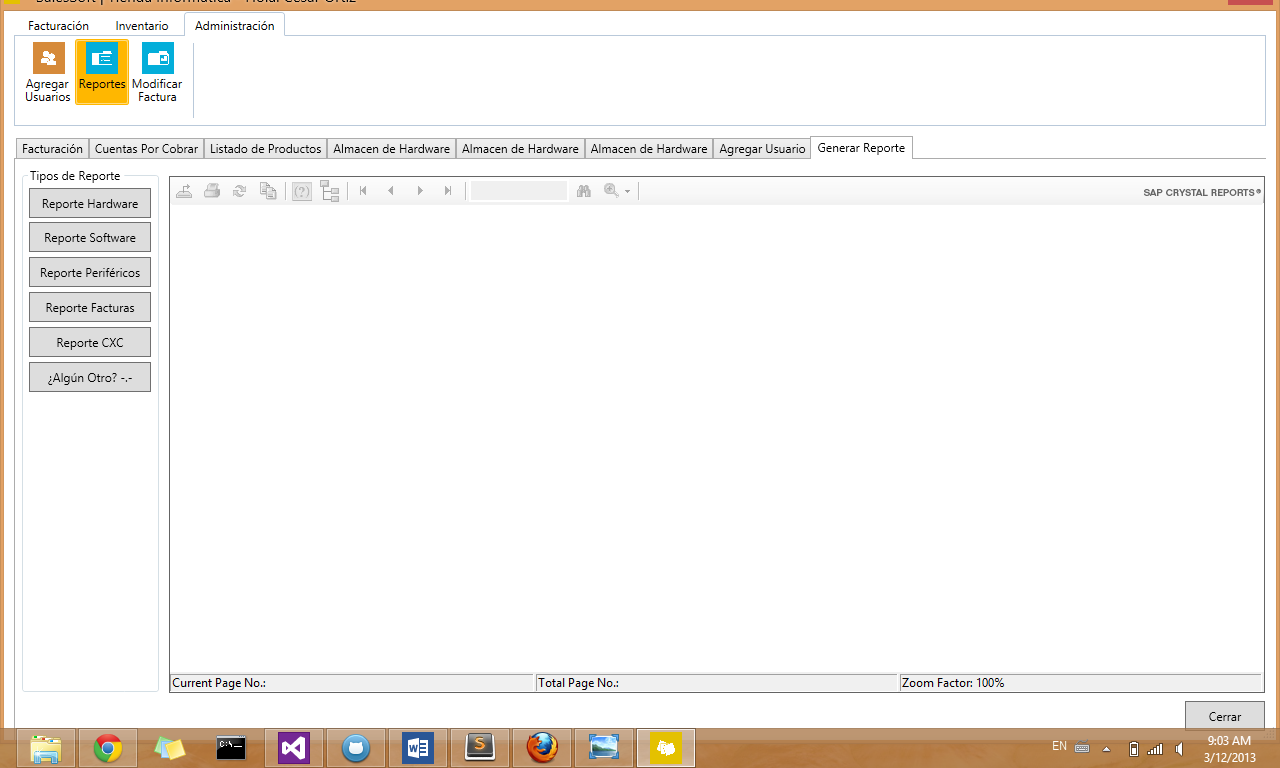 SalesSoft | Tienda Informática - Hola: Cesar Ortiz
Facturación Inventario Administración
Agregar Usuarios
Reportes
Modificar Factura
Facturación Cuentas Por Cobrar Listado de Productos Almacen de Hardware Almacen de Hardware Almacen de Hardware Agregar Usuario Generar Reporte
Tipos de Reporte
Reporte Hardware
Reporte Software
Reporte Periféricos
Reporte Facturas
Reporte CXC
¿Algún Otro? -.-
SAP CRYSTAL REPORTS®
Current Page No.: Total Page No.: Zoom Factor: 100%
Cerrar
C:\_
EN
9:03 AM
3/12/2013